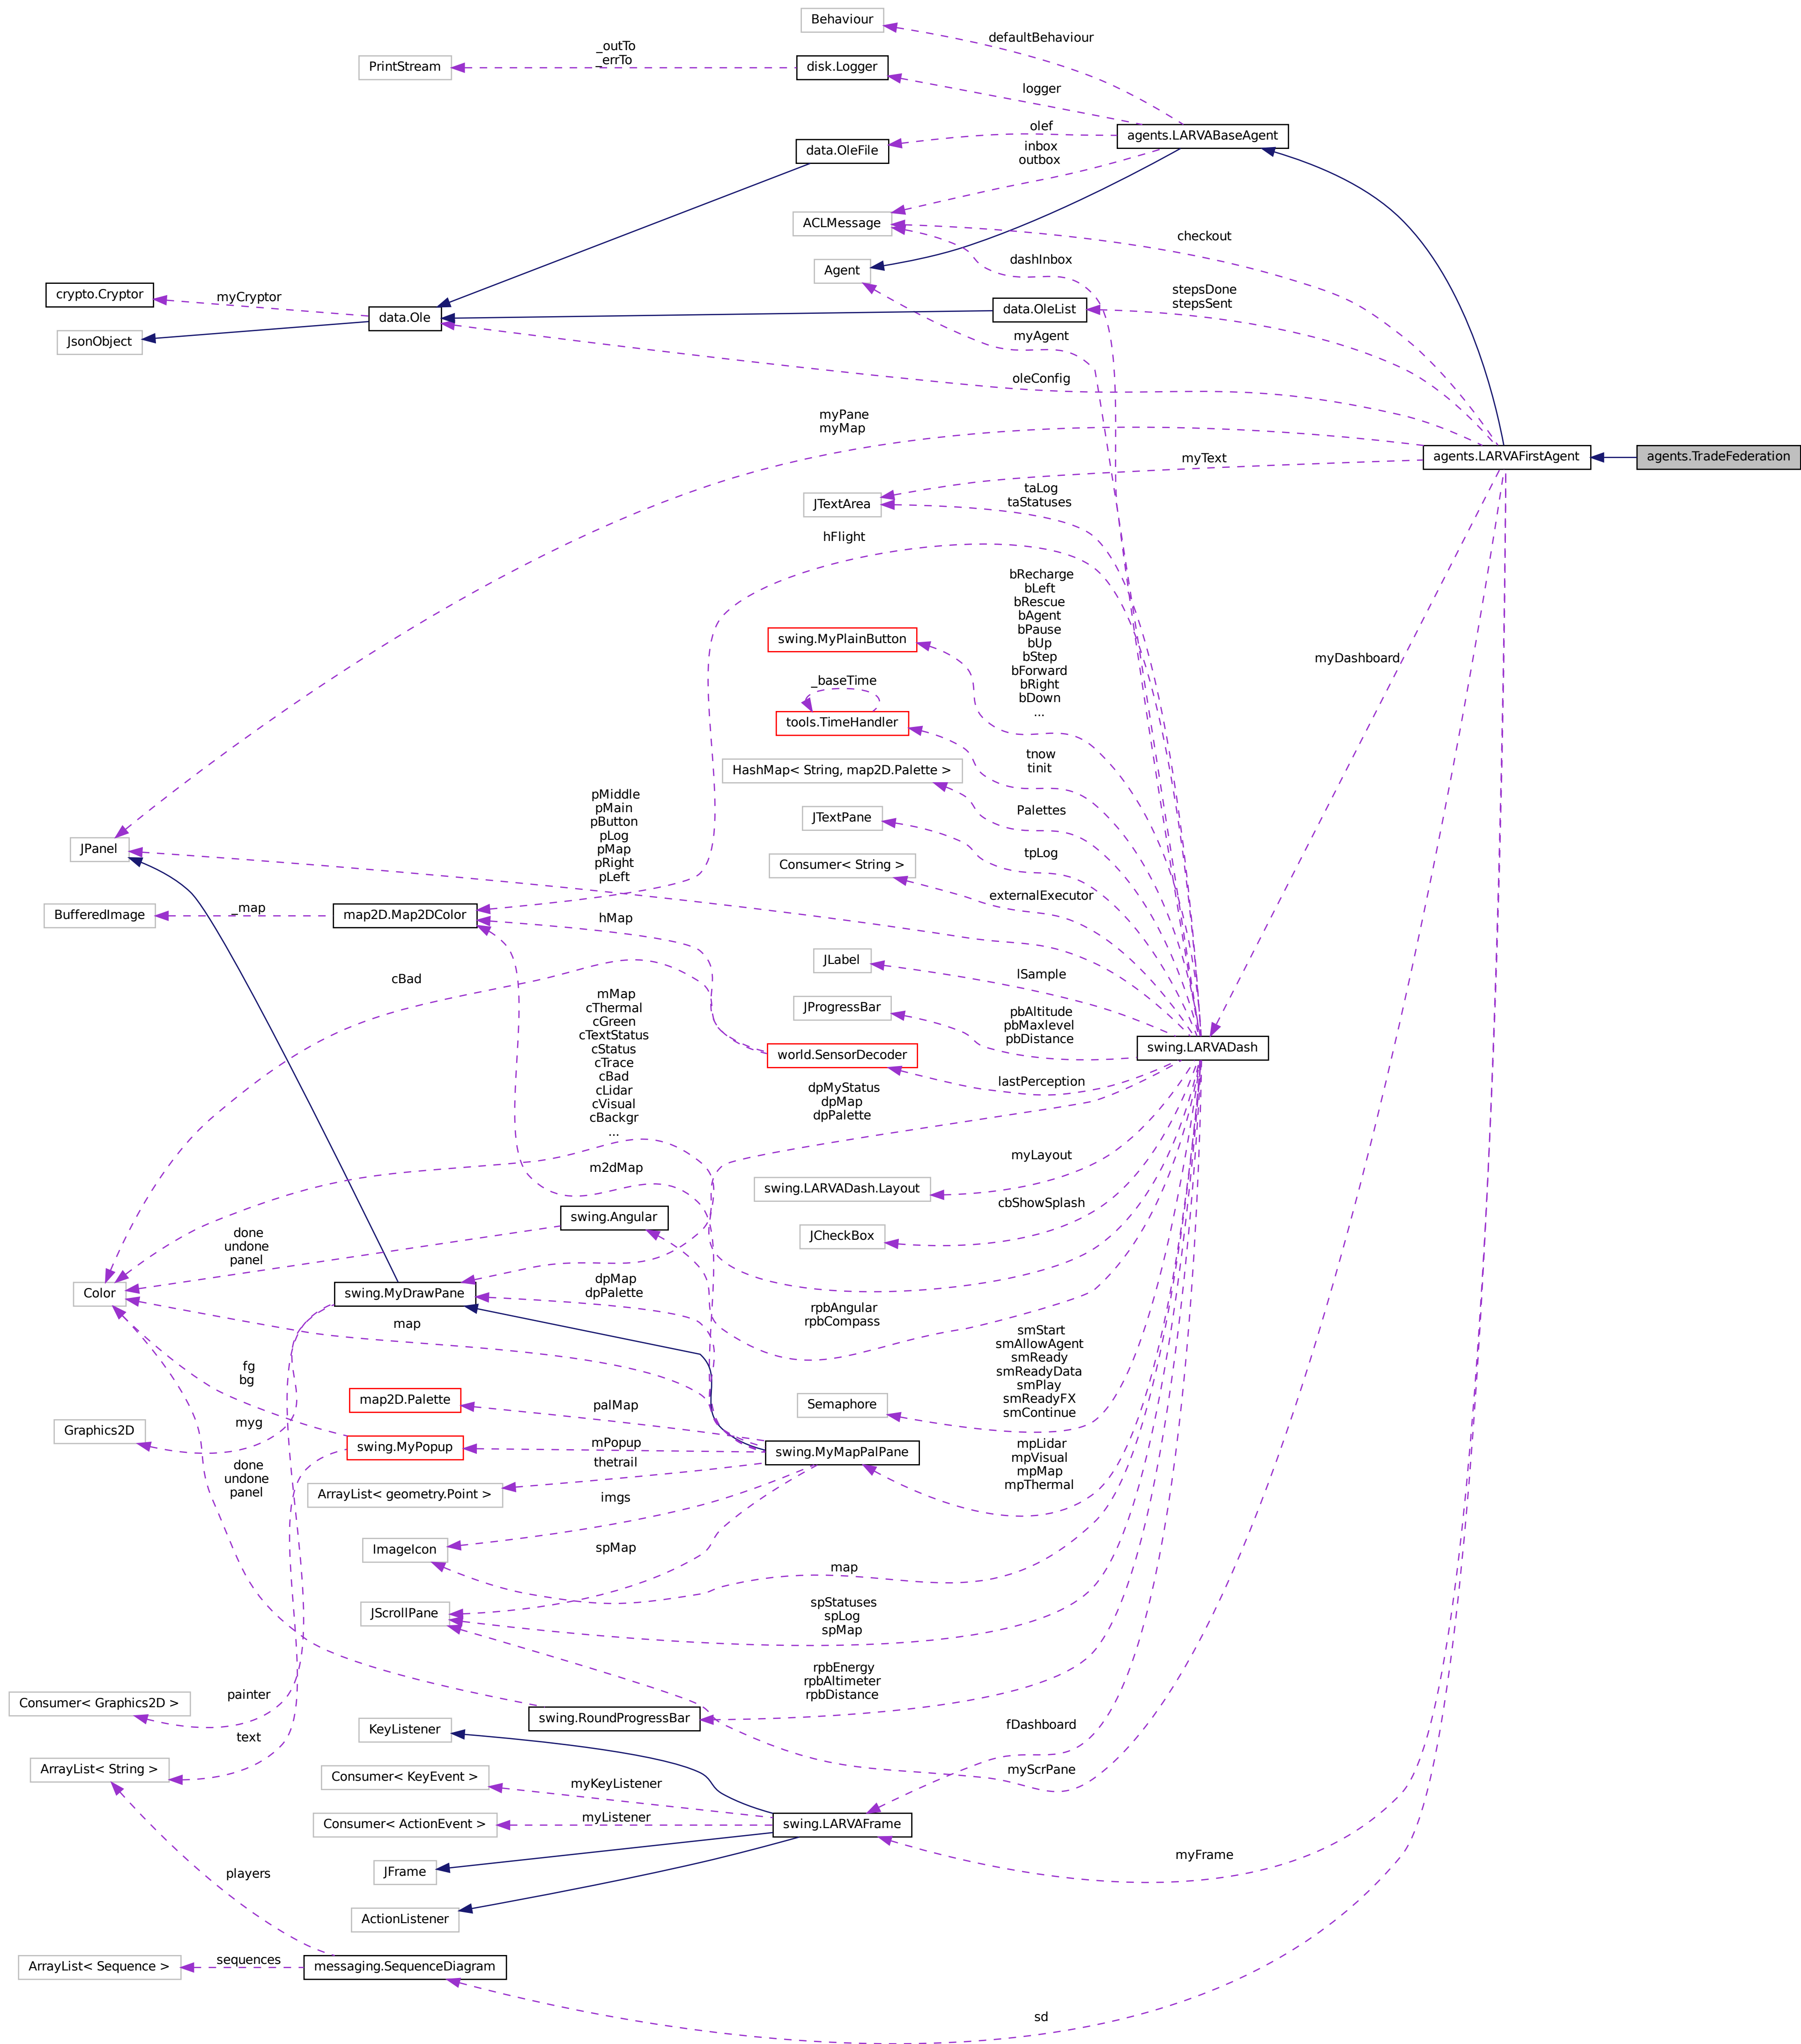 Behaviour
defaultBehaviour
_outTo
_errTo
PrintStream
disk.Logger
logger
olef
agents.LARVABaseAgent
data.OleFile
inbox
outbox
ACLMessage
checkout
dashInbox
Agent
crypto.Cryptor
myCryptor
stepsDone
stepsSent
data.Ole
data.OleList
JsonObject
myAgent
oleConfig
myPane
myMap
agents.LARVAFirstAgent
agents.TradeFederation
myText
JTextArea
taLog
taStatuses
hFlight
bRecharge
bLeft
bRescue
bAgent
bPause
bUp
bStep
bForward
bRight
bDown
...
swing.MyPlainButton
myDashboard
_baseTime
tools.TimeHandler
tnow
tinit
HashMap< String, map2D.Palette >
Palettes
JTextPane
pMiddle
pMain
pButton
pLog
pMap
pRight
pLeft
JPanel
tpLog
Consumer< String >
externalExecutor
BufferedImage
_map
map2D.Map2DColor
hMap
JLabel
lSample
cBad
JProgressBar
pbAltitude
pbMaxlevel
pbDistance
mMap
cThermal
cGreen
cTextStatus
cStatus
cTrace
cBad
cLidar
cVisual
cBackgr
...
world.SensorDecoder
swing.LARVADash
lastPerception
dpMyStatus
dpMap
dpPalette
m2dMap
myLayout
swing.LARVADash.Layout
cbShowSplash
swing.Angular
JCheckBox
done
undone
panel
Color
swing.MyDrawPane
dpMap
dpPalette
rpbAngular
rpbCompass
map
smStart
smAllowAgent
smReady
smReadyData
smPlay
smReadyFX
smContinue
fg
bg
map2D.Palette
palMap
Semaphore
Graphics2D
myg
swing.MyPopup
mPopup
swing.MyMapPalPane
mpLidar
mpVisual
mpMap
mpThermal
thetrail
done
undone
panel
ArrayList< geometry.Point >
imgs
ImageIcon
spMap
map
JScrollPane
spStatuses
spLog
spMap
rpbEnergy
rpbAltimeter
rpbDistance
Consumer< Graphics2D >
painter
swing.RoundProgressBar
KeyListener
fDashboard
text
ArrayList< String >
Consumer< KeyEvent >
myKeyListener
myScrPane
Consumer< ActionEvent >
myListener
swing.LARVAFrame
myFrame
JFrame
players
ActionListener
ArrayList< Sequence >
sequences
messaging.SequenceDiagram
sd